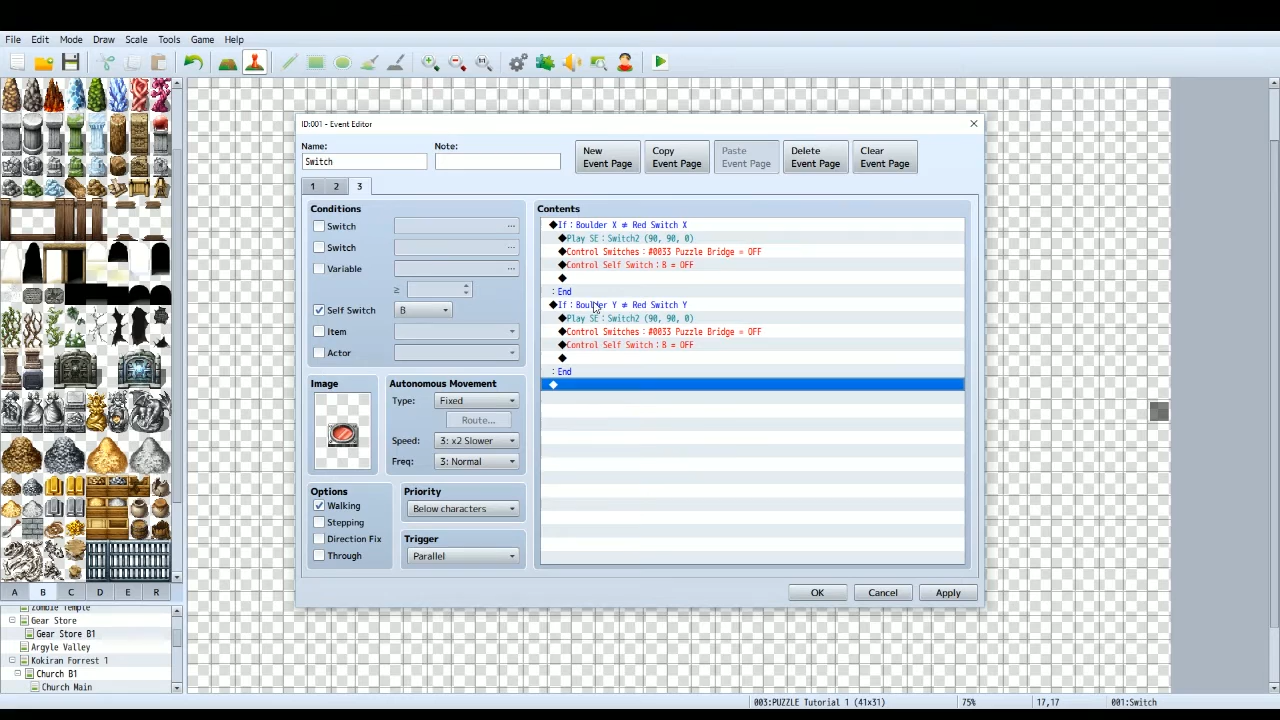 File Edit Mode Draw Scale Tools Game Help
ID:001 - Event Editor
Name: Note:
Switch
New Event Page
Copy Event Page
Paste Event Page
Delete Event Page
Clear Event Page
1 2 3
Conditions
Switch ...
Switch ...
Variable ...
≥
Self Switch B
Item
Actor
Image
Autonomous Movement
Type: Fixed
Route...
Speed: 3: x2 Slower
Freq: 3: Normal
Options
Walking
Stepping
Direction Fix
Through
Priority
Below characters
Trigger
Parallel
Contents
◆If：Boulder X ≠ Red Switch X
◆Play SE：Switch2 (90, 90, 0)
◆Control Switches：#0033 Puzzle Bridge = OFF
◆Control Self Switch：B = OFF
◆
：End
◆If：Boulder Y ≠ Red Switch Y
◆Play SE：Switch2 (90, 90, 0)
◆Control Switches：#0033 Puzzle Bridge = OFF
◆Control Self Switch：B = OFF
◆
：End
◆
OK Cancel Apply
A B C D E R
Zombie Temple
Gear Store
Gear Store B1
Argyle Valley
Kokiran Forrest 1
Church B1
Church Main
003:PUZZLE Tutorial 1 (41x31) 75% 17,17 001:Switch